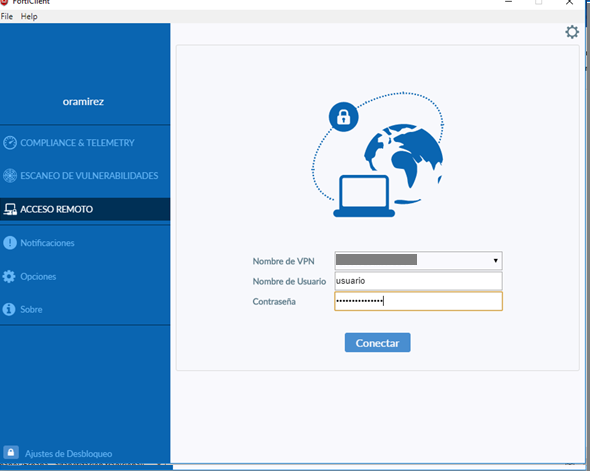 FortiClient
File Help
oramirez
COMPLIANCE & TELEMETRY
ESCANEO DE VULNERABILIDADES
ACCESO REMOTO
Notificaciones
Opciones
Sobre
Nombre de VPN
Nombre de Usuario usuario
Contraseña •••••••••••••••
Conectar
Ajustes de Desbloqueo